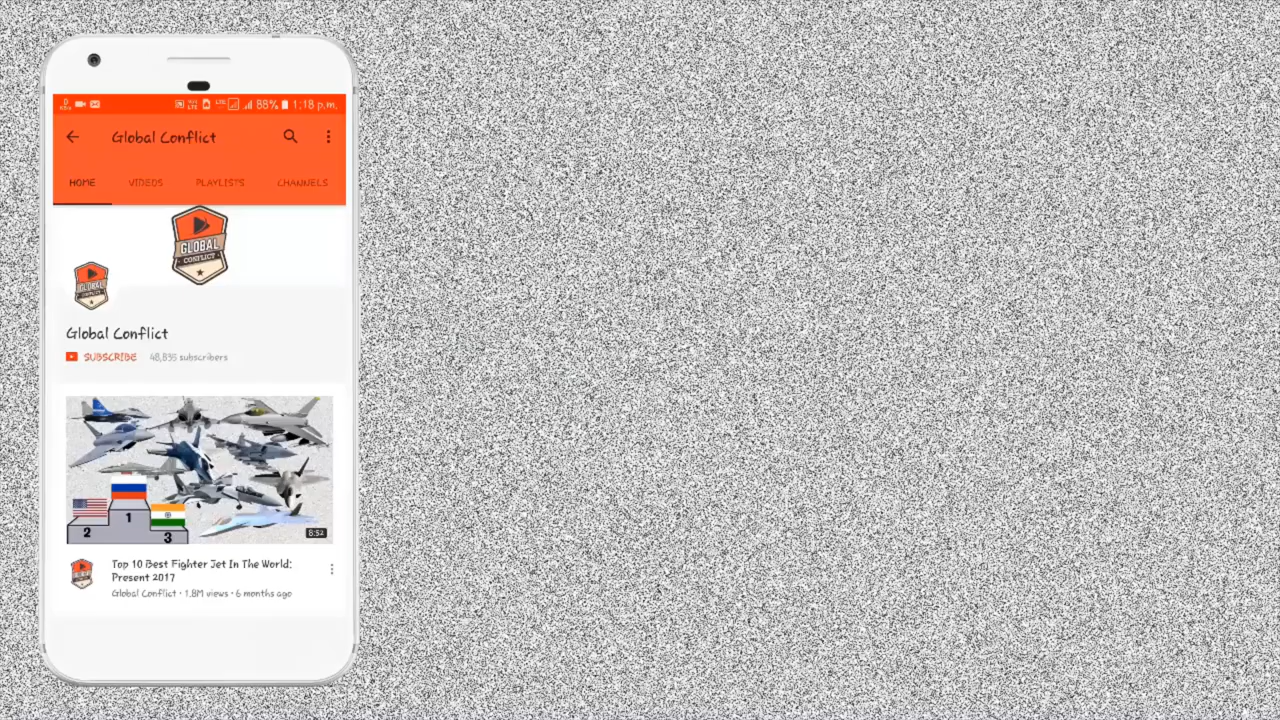 88% 1:18 p.m.
Global Conflict
HOME VIDEOS PLAYLISTS CHANNELS
GLOBAL
CONFLICT
GLOBAL
CONFLICT
Global Conflict
SUBSCRIBE 48,835 subscribers
1
2
3
8:52
Top 10 Best Fighter Jet In The World:
Present 2017
Global Conflict • 1.8M views • 6 months ago